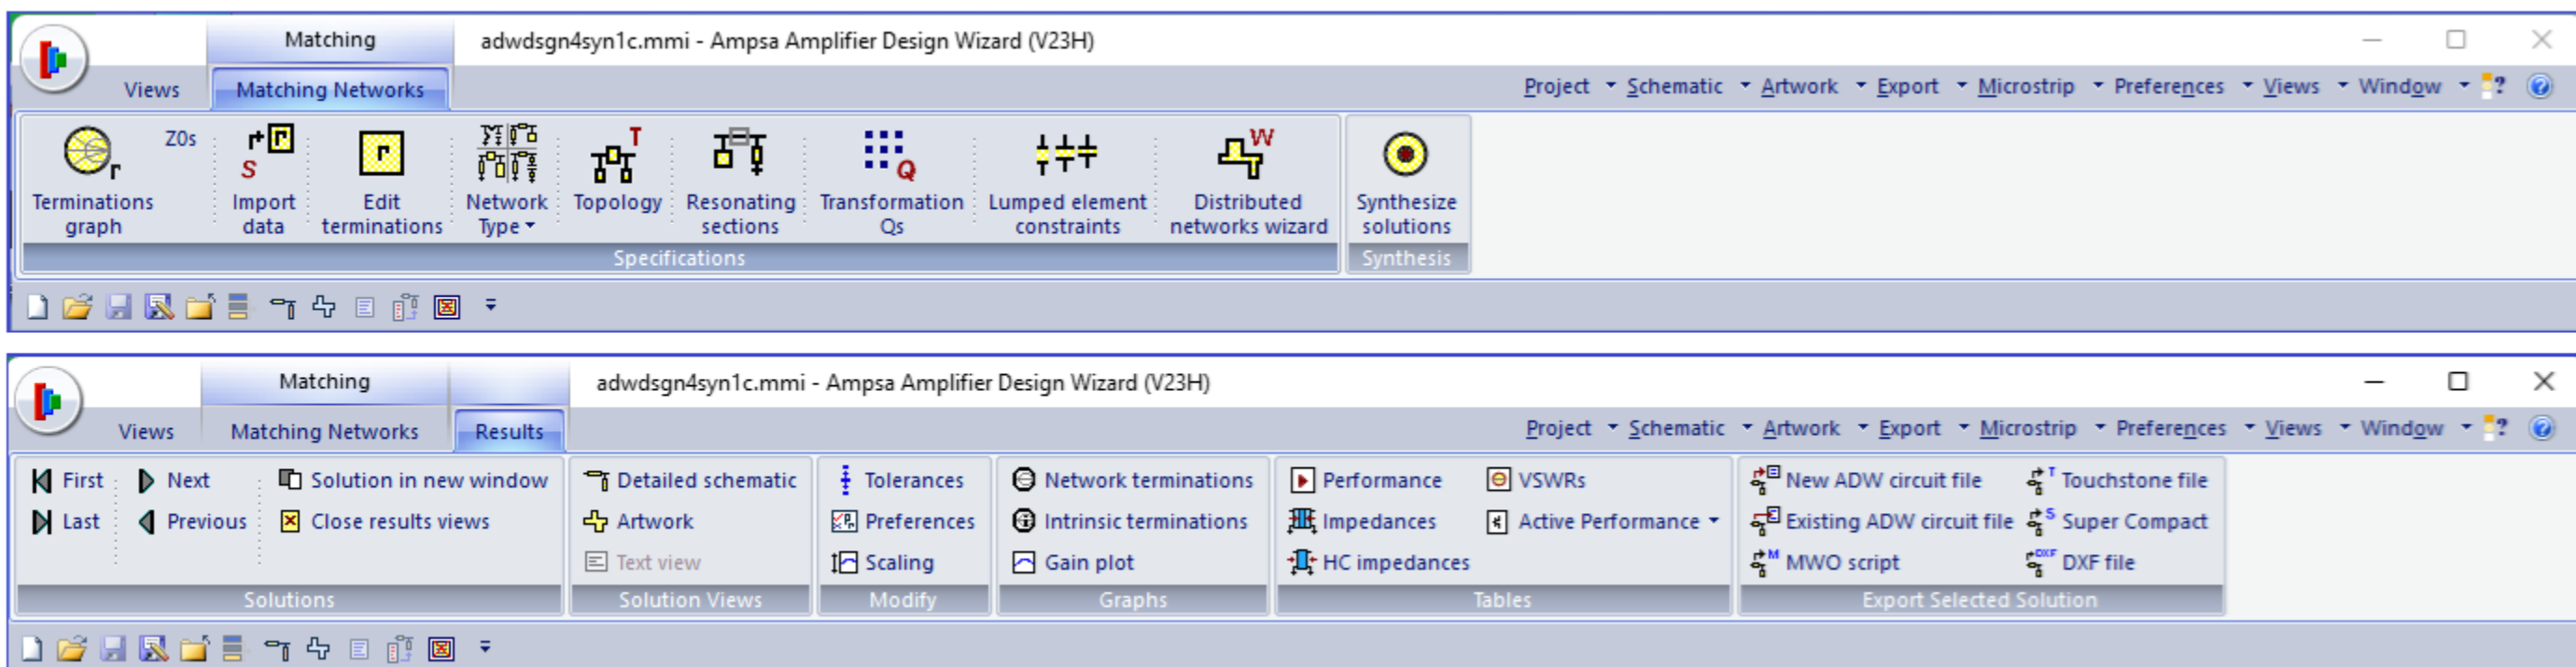 Matching
adwdsgn4syn1c.mmi - Ampsa Amplifier Design Wizard (V23H)
Views Matching Networks Project Schematic Artwork Export Microstrip Preferences Views Window ?
Z0s
Terminations graph
Import data
Edit terminations
Network Type
Topology
Resonating sections
Transformation Qs
Lumped element constraints
Distributed networks wizard
Synthesize solutions
Specifications Synthesis
Matching
adwdsgn4syn1c.mmi - Ampsa Amplifier Design Wizard (V23H)
Views Matching Networks Results Project Schematic Artwork Export Microstrip Preferences Views Window ?
First Next Solution in new window Detailed schematic Tolerances Network terminations Performance VSWRs New ADW circuit file Touchstone file
Last Previous Close results views Artwork Preferences Intrinsic terminations Impedances Active Performance Existing ADW circuit file Super Compact
Text view Scaling Gain plot HC impedances MWO script DXF file
Solutions Solution Views Modify Graphs Tables Export Selected Solution